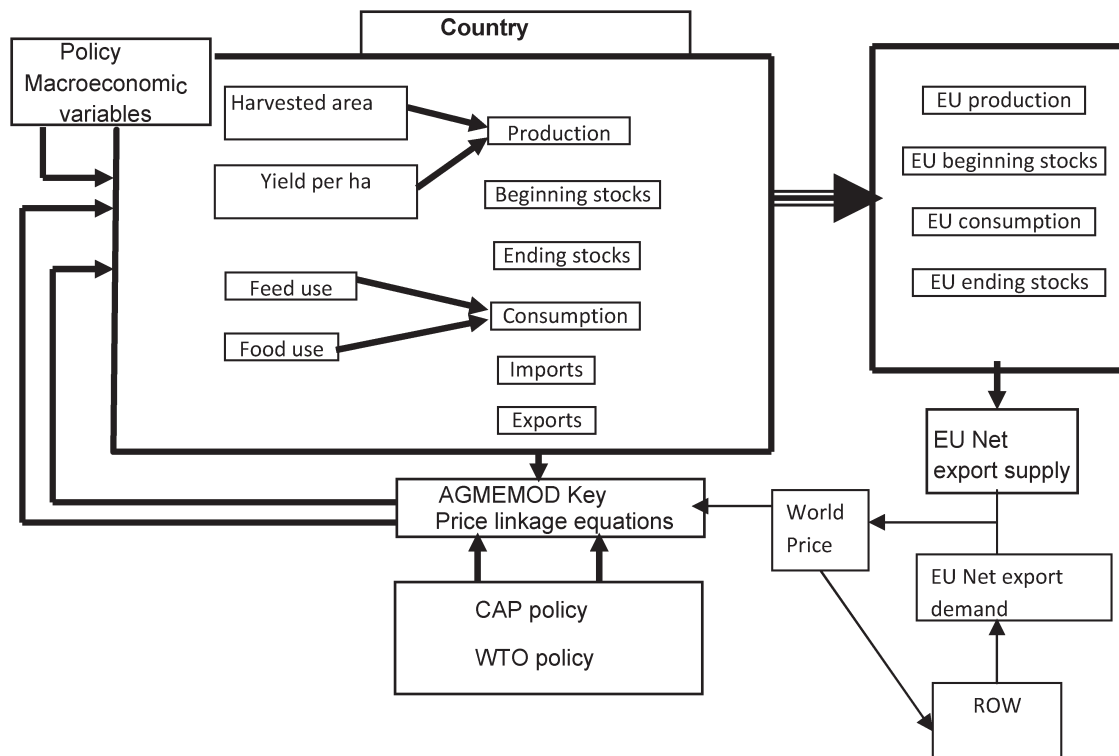 Country
Policy
Macroeconomic
variables
Harvested area
Production
Yield per ha
Beginning stocks
Ending stocks
Feed use
Consumption
Food use
Imports
Exports
EU production
EU beginning stocks
EU consumption
EU ending stocks
EU Net
export supply
AGMEMOD Key
Price linkage equations
World
Price
EU Net export
demand
CAP policy
WTO policy
ROW